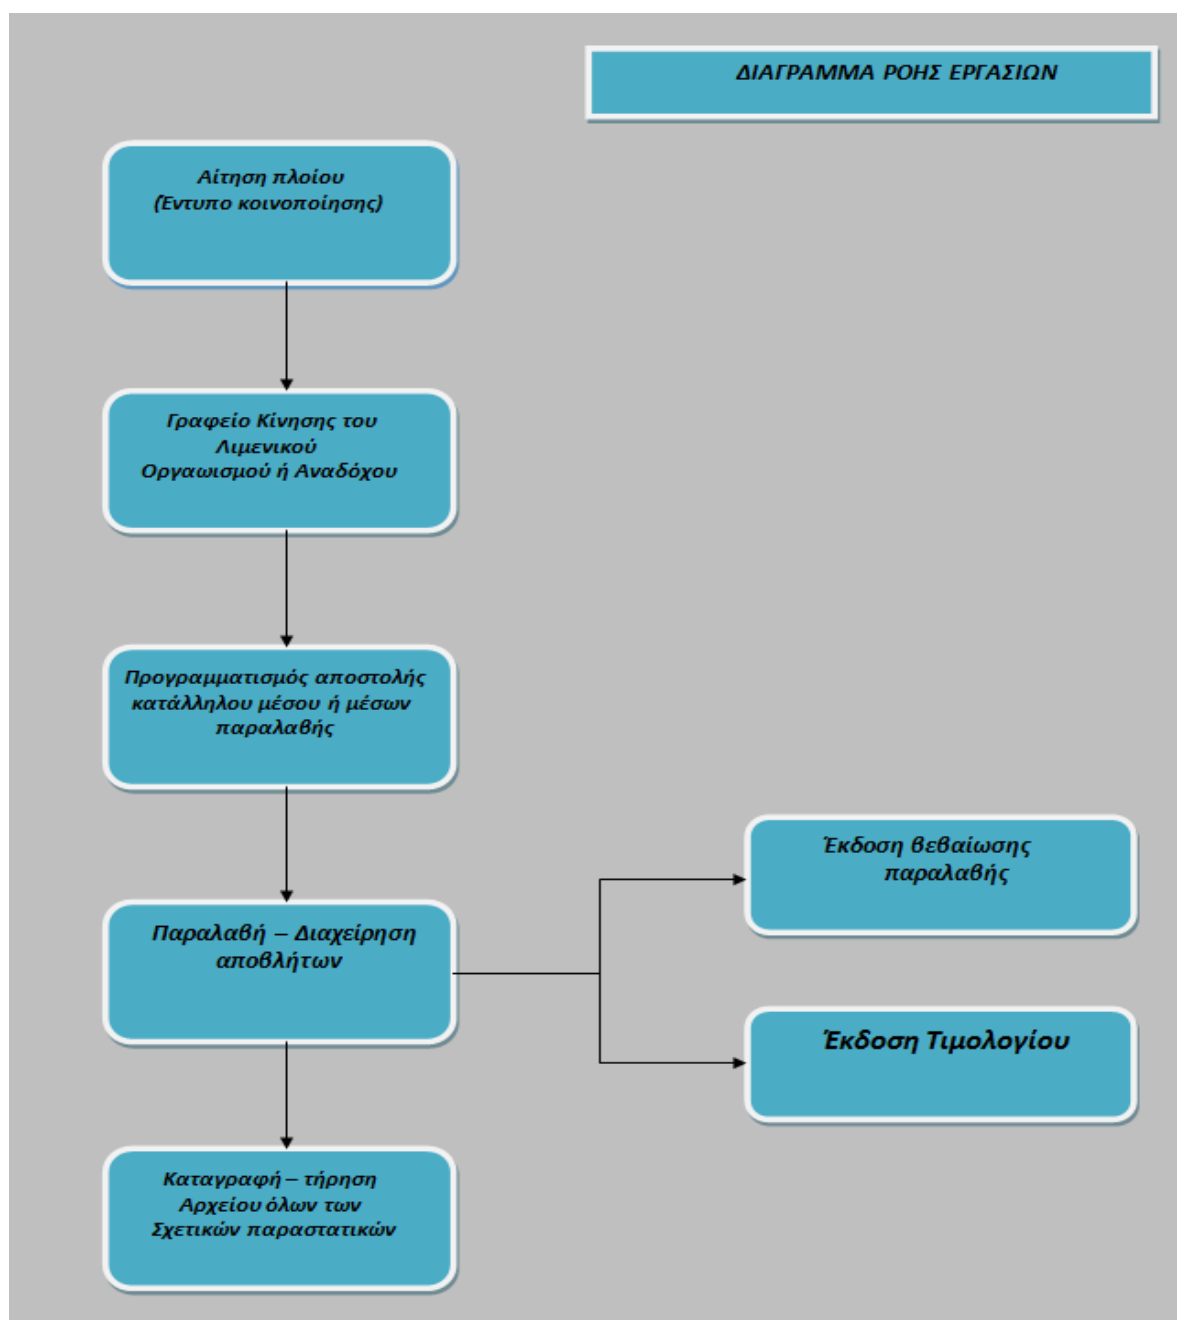 ΔΙΑΓΡΑΜΜΑ ΡΟΗΣ ΕΡΓΑΣΙΩΝ
Αίτηση πλοίου
(Έντυπο κοινοποίησης)
Γραφείο Κίνησης του
Λιμενικού
Οργαωισμού ή Αναδόχου
Προγραμματισμός αποστολής
κατάλληλου μέσου ή μέσων
παραλαβής
Παραλαβή – Διαχείρηση
αποβλήτων
Έκδοση βεβαίωσης
παραλαβής
Έκδοση Τιμολογίου
Καταγραφή – τήρηση
Αρχείου όλων των
Σχετικών παραστατικών